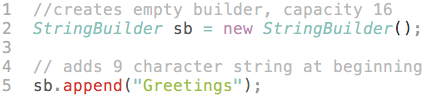 1 //creates empty builder, capacity 16
2 StringBuilder sb = new StringBuilder();
3
4 // adds 9 character string at beginning
5 sb.append("Greetings");